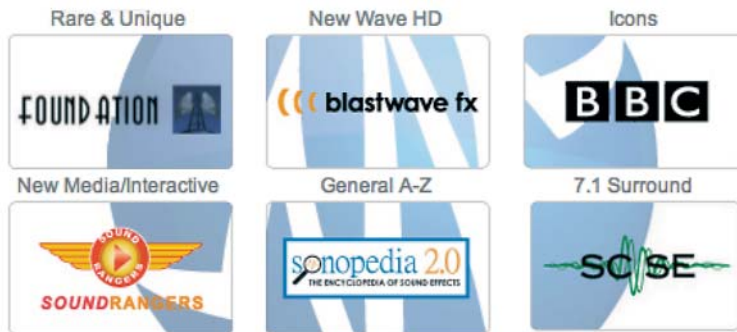 Rare & Unique
New Wave HD
Icons
FOUNDATION
blastwave fx
BBC
New Media/Interactive
General A-Z
7.1 Surround
SOUND
RANGERS
SOUNDRANGERS
sonopedia 2.0
THE ENCYCLOPEDIA OF SOUND EFFECTS
SCSE